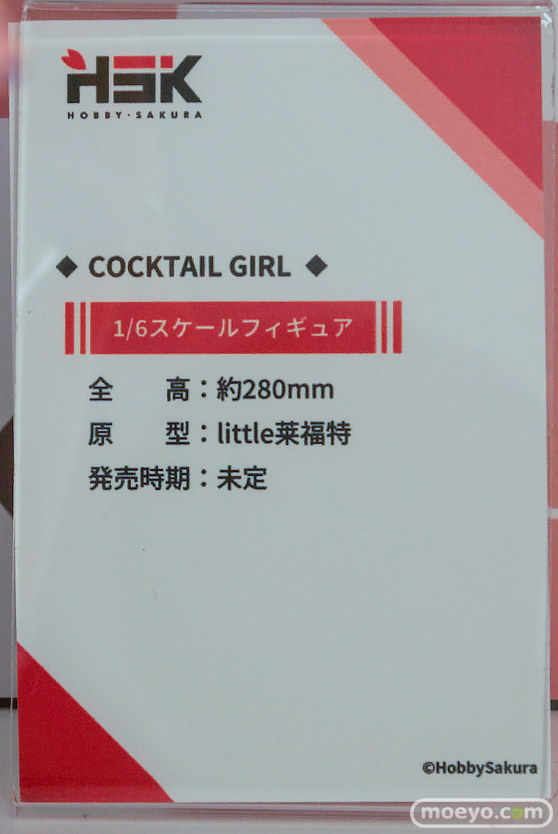 HSK
HOBBY・SAKURA
◆ COCKTAIL GIRL ◆
1/6スケールフィギュア
全　　高：約280mm
原　　型：little莱福特
発売時期：未定
©HobbySakura
moeyo.com